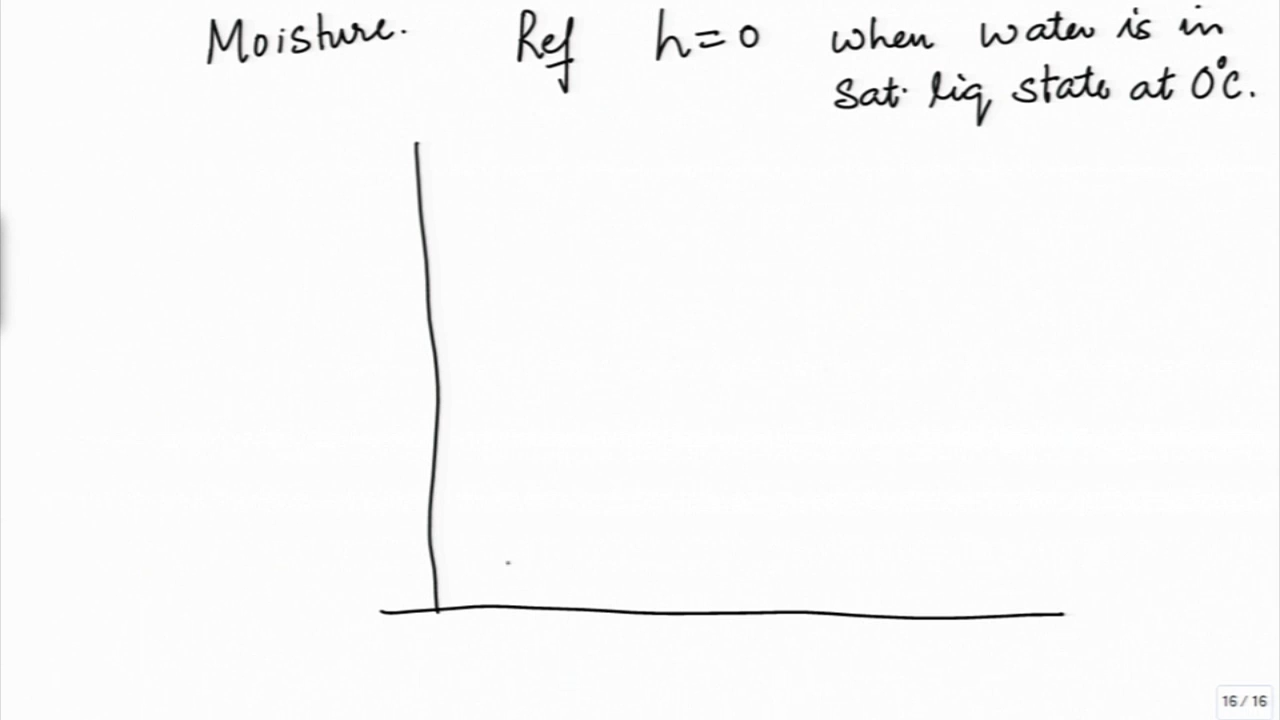 Moisture. Ref h=0 when water is in
Sat. liq state at 0°C.
16 / 16